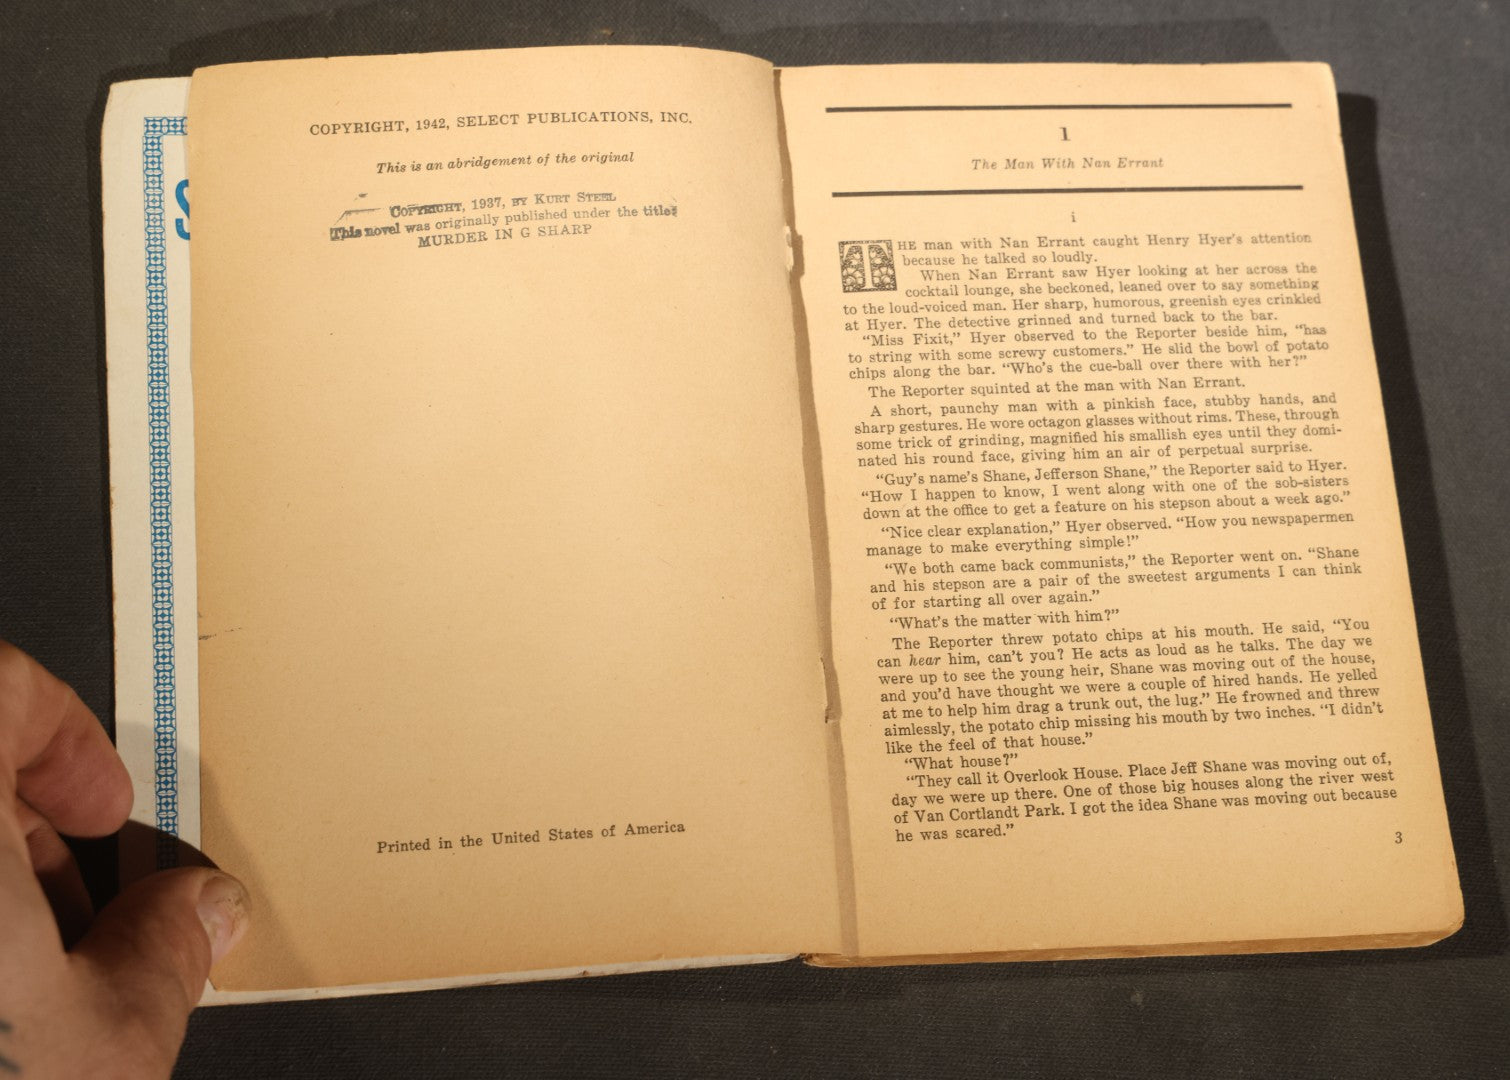 S
COPYRIGHT, 1942, SELECT PUBLICATIONS, INC.
This is an abridgement of the original
COPYRIGHT, 1937, BY KURT STEEL
This novel was originally published under the title:
MURDER IN G SHARP
Printed in the United States of America
1
The Man With Nan Errant
i
THE man with Nan Errant caught Henry Hyer's attention
because he talked so loudly.
When Nan Errant saw Hyer looking at her across the
cocktail lounge, she beckoned, leaned over to say something
to the loud-voiced man. Her sharp, humorous, greenish eyes crinkled
at Hyer. The detective grinned and turned back to the bar.
“Miss Fixit,” Hyer observed to the Reporter beside him, “has
to string with some screwy customers.” He slid the bowl of potato
chips along the bar. “Who's the cue-ball over there with her?”
The Reporter squinted at the man with Nan Errant.
A short, paunchy man with a pinkish face, stubby hands, and
sharp gestures. He wore octagon glasses without rims. These, through
some trick of grinding, magnified his smallish eyes until they domi-
nated his round face, giving him an air of perpetual surprise.
“Guy's name's Shane, Jefferson Shane,” the Reporter said to Hyer.
“How I happen to know, I went along with one of the sob-sisters
down at the office to get a feature on his stepson about a week ago.”
“Nice clear explanation,” Hyer observed. “How you newspapermen
manage to make everything simple!”
“We both came back communists,” the Reporter went on. “Shane
and his stepson are a pair of the sweetest arguments I can think
of for starting all over again.”
“What's the matter with him?”
The Reporter threw potato chips at his mouth. He said, “You
can hear him, can't you? He acts as loud as he talks. The day we
were up to see the young heir, Shane was moving out of the house,
and you'd have thought we were a couple of hired hands. He yelled
at me to help him drag a trunk out, the lug.” He frowned and threw
aimlessly, the potato chip missing his mouth by two inches. “I didn't
like the feel of that house.”
“What house?”
“They call it Overlook House. Place Jeff Shane was moving out of,
day we were up there. One of those big houses along the river west
of Van Cortlandt Park. I got the idea Shane was moving out because
he was scared.”
3